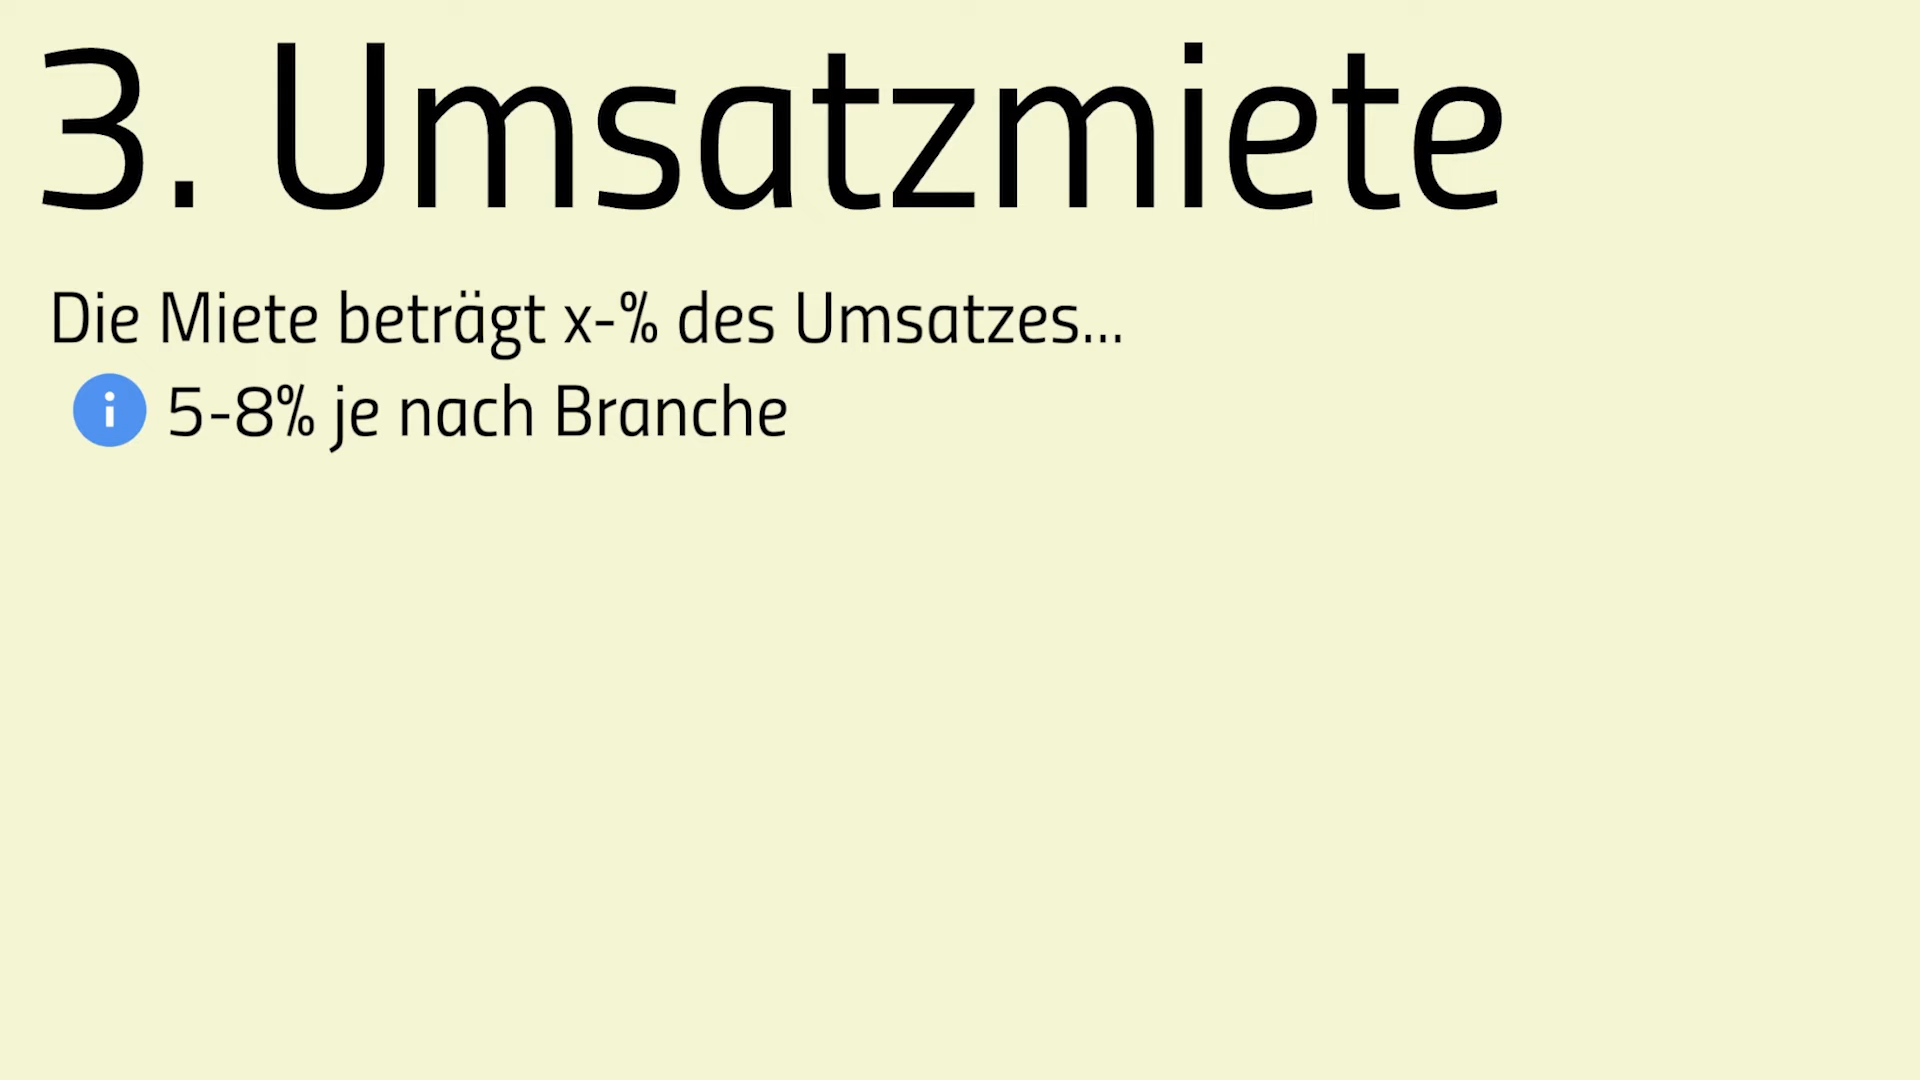 3. Umsatzmiete
Die Miete beträgt x-% des Umsatzes...
i 5-8% je nach Branche